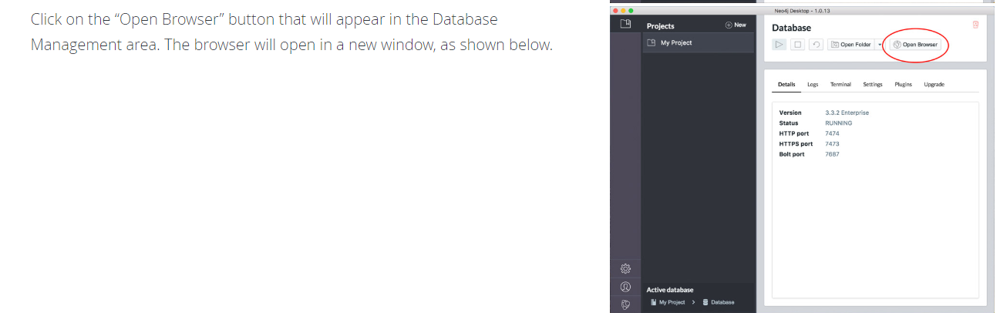 Click on the “Open Browser” button that will appear in the Database
Management area. The browser will open in a new window, as shown below.
Neo4j Desktop - 1.0.13
Projects
New
My Project
Database
Open Folder
Open Browser
Details Logs Terminal Settings Plugins Upgrade
Version 3.3.2 Enterprise
Status RUNNING
HTTP port 7474
HTTPS port 7473
Bolt port 7687
Active database
My Project > Database